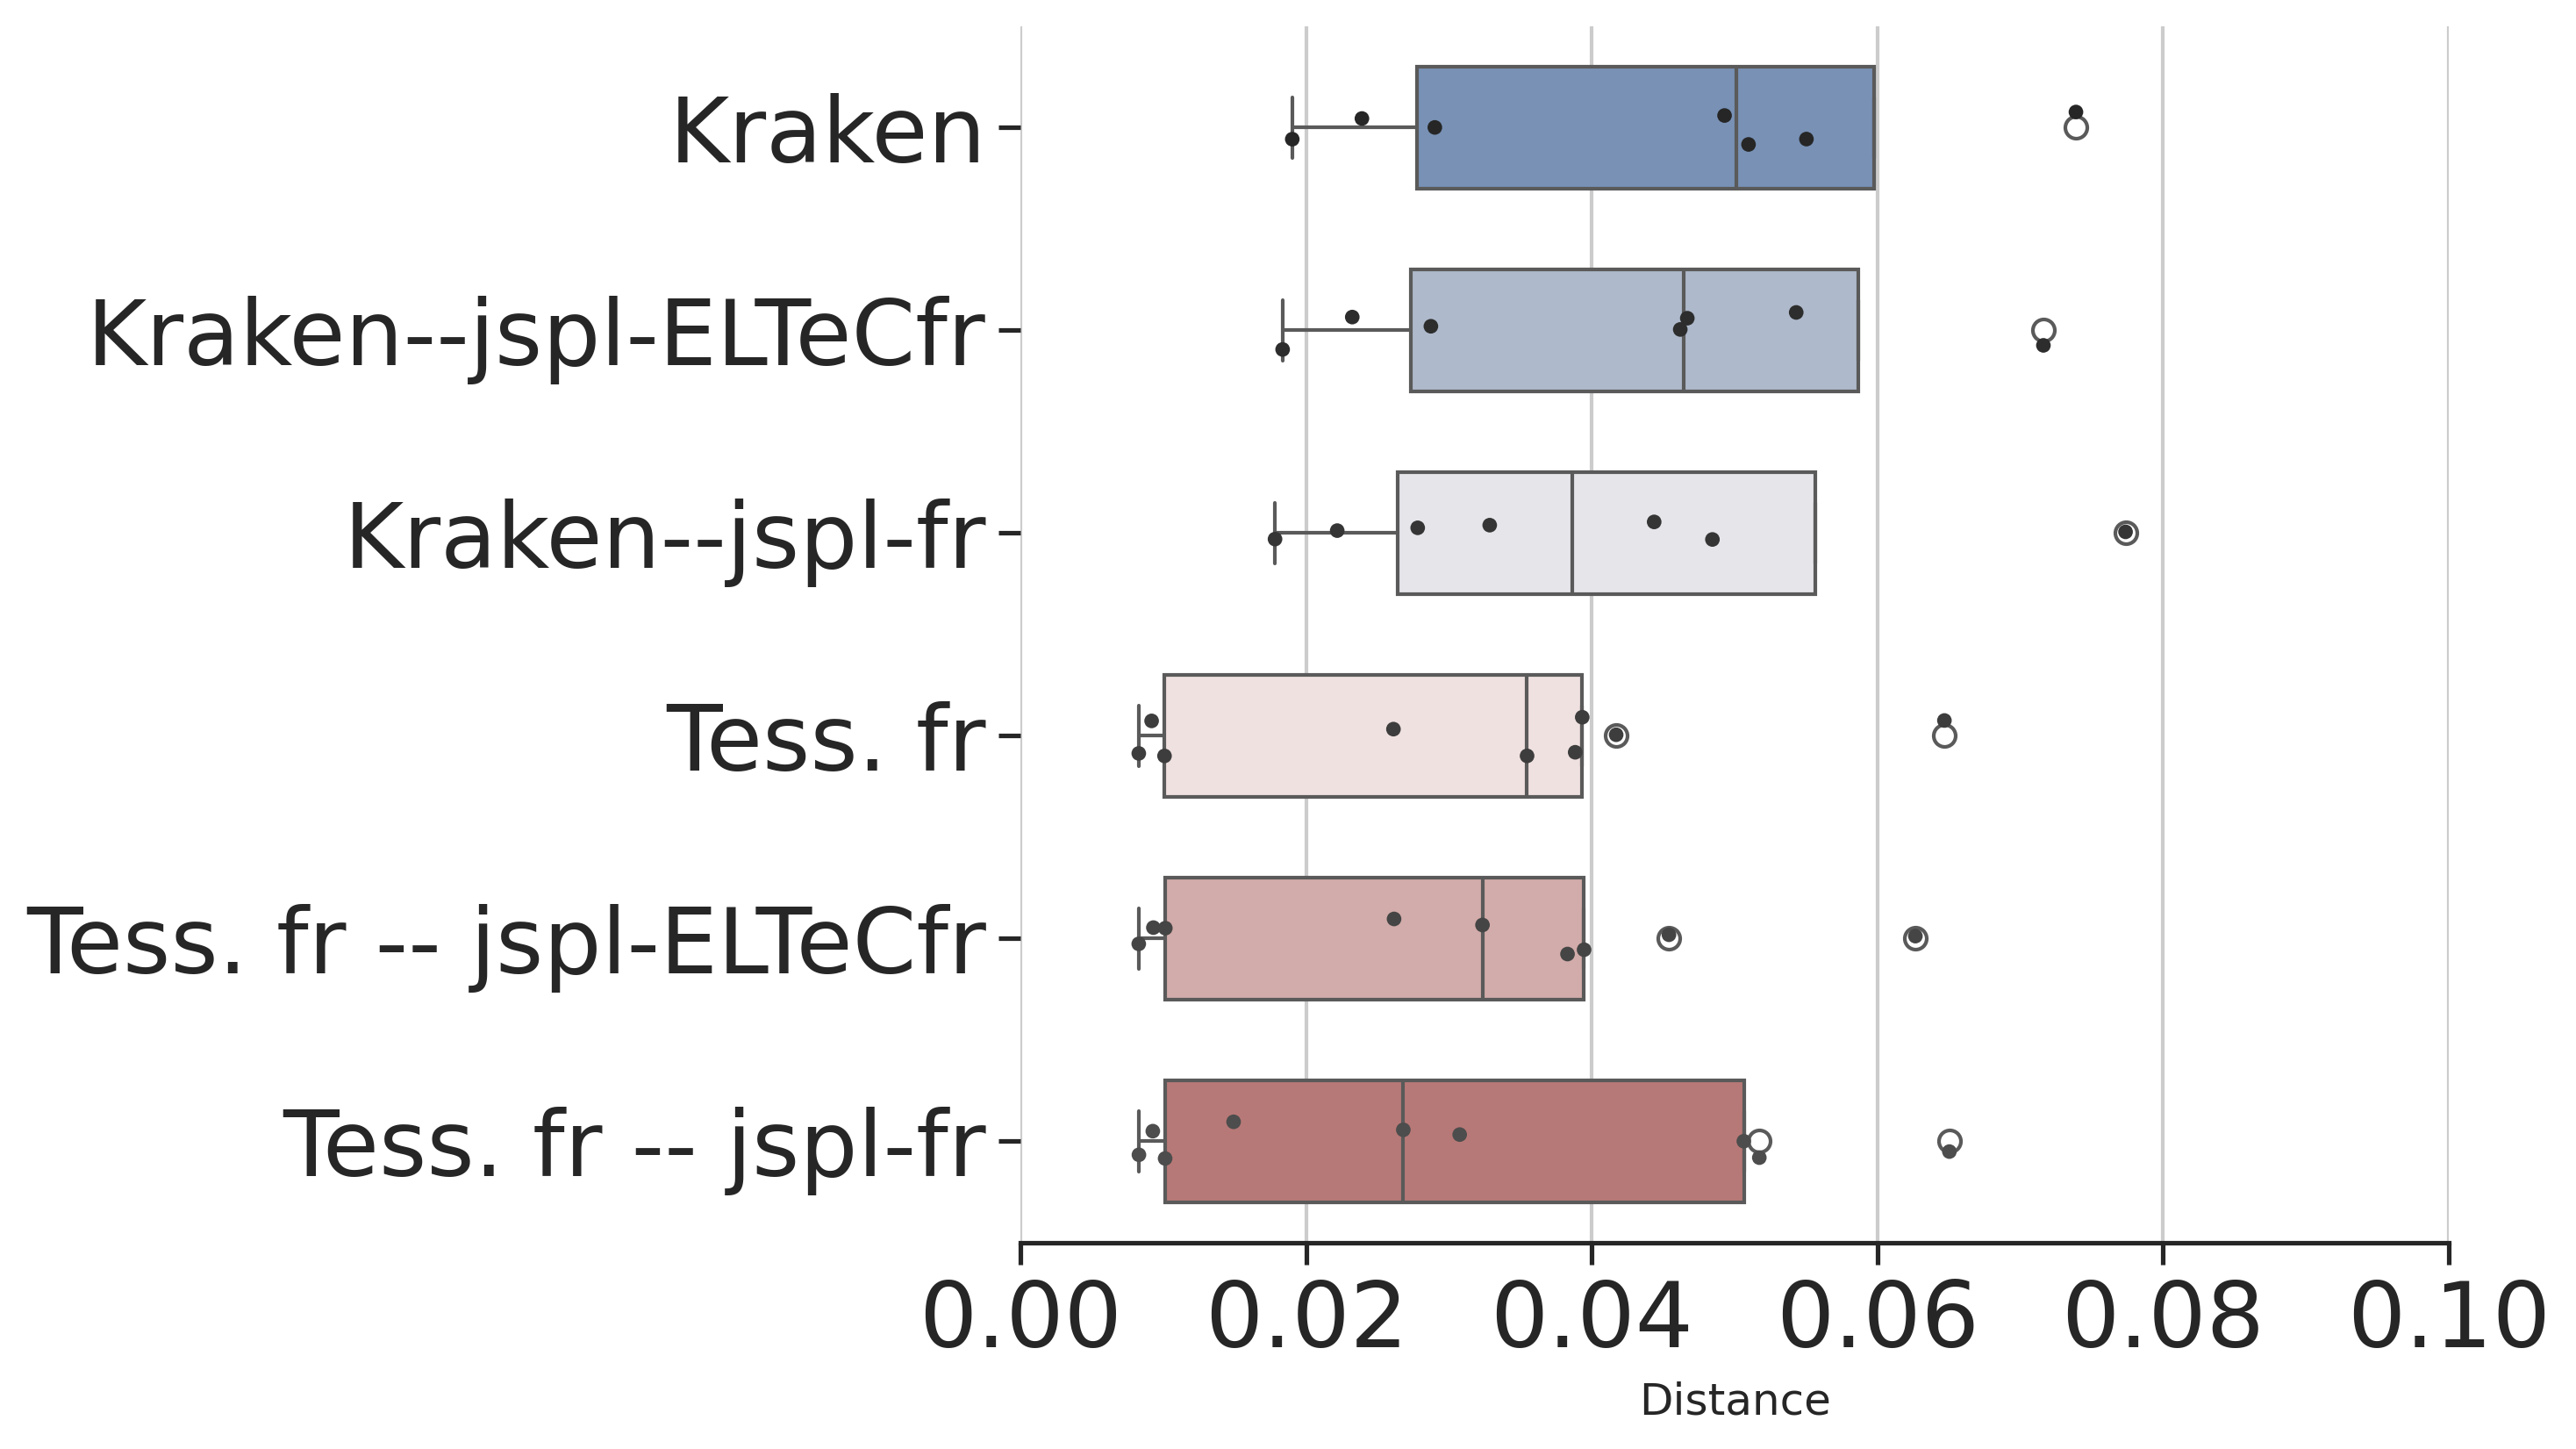 Kraken
Kraken--jspl-ELTeCfr
Kraken--jspl-fr
Tess. fr
Tess. fr -- jspl-ELTeCfr
Tess. fr -- jspl-fr
0.00 0.02 0.04 0.06 0.08 0.10
Distance